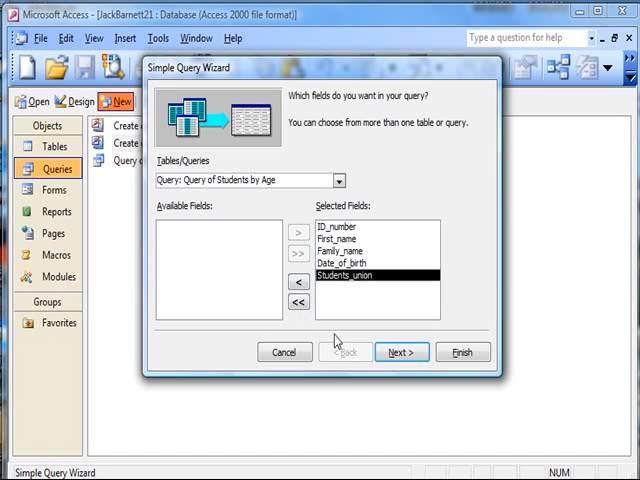 Microsoft Access - [JackBarnett21 : Database (Access 2000 file format)]
File Edit View Insert Tools Window Help
Type a question for help
Open Design New
Objects
Tables
Queries
Forms
Reports
Pages
Macros
Modules
Groups
Favorites
Create
Create
Query o
Simple Query Wizard
Which fields do you want in your query?
You can choose from more than one table or query.
Tables/Queries
Query: Query of Students by Age
Available Fields:
Selected Fields:
>
>>
<
<<
ID_number
First_name
Family_name
Date_of_birth
Students_union
Cancel
< Back
Next >
Finish
Simple Query Wizard
NUM